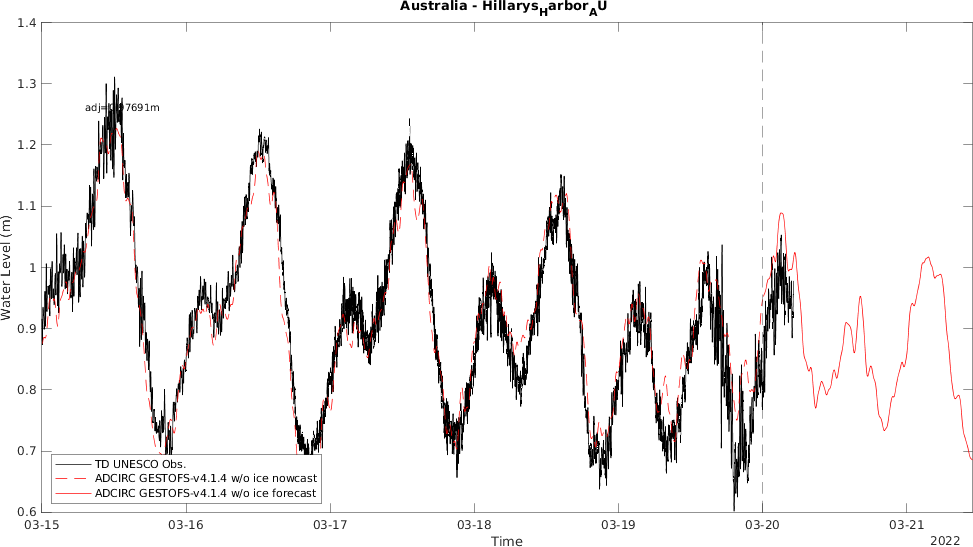 Australia - HillarysHarborAU
1.4
1.3
1.2
1.1
1
0.9
0.8
0.7
0.6
Water Level (m)
TD UNESCO Obs.
ADCIRC GESTOFS-v4.1.4 w/o ice nowcast
ADCIRC GESTOFS-v4.1.4 w/o ice forecast
03-15 03-16 03-17 03-18 03-19 03-20 03-21
Time
2022